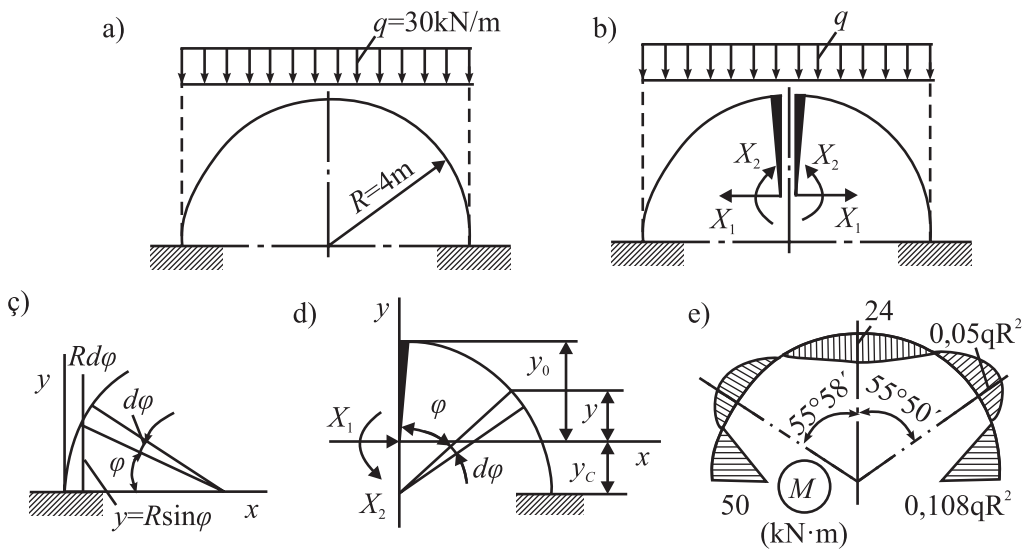 a)
q=30kN/m
R=4m
b)
q
X₂
X₂
X₁
X₁
ç)
y
Rdφ
dφ
φ
y=Rsinφ
x
d)
y
y₀
X₁
φ
y
x
dφ
y_C
X₂
e)
24
0,05qR²
55°58′
55°50′
50
M
0,108qR²
(kN·m)